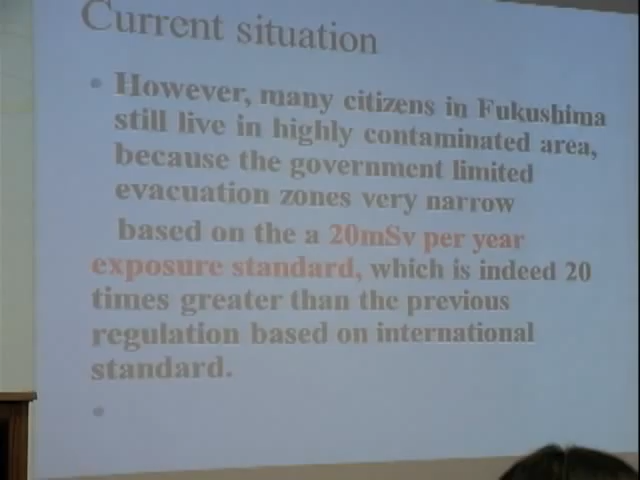 Current situation
• However, many citizens in Fukushima
still live in highly contaminated area,
because the government limited
evacuation zones very narrow
based on the a 20mSv per year
exposure standard, which is indeed 20
times greater than the previous
regulation based on international
standard.
•